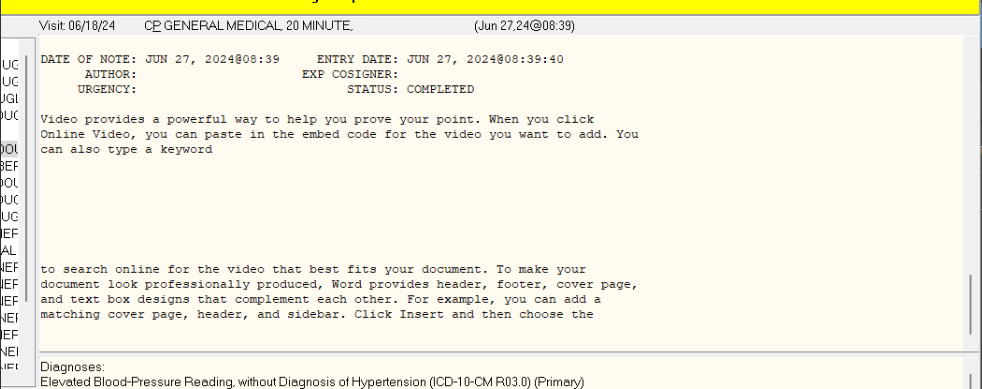 Visit: 06/18/24 CP GENERAL MEDICAL, 20 MINUTE, (Jun 27,24@08:39)
DATE OF NOTE: JUN 27, 2024@08:39 ENTRY DATE: JUN 27, 2024@08:39:40
AUTHOR: EXP COSIGNER:
URGENCY: STATUS: COMPLETED
Video provides a powerful way to help you prove your point. When you click
Online Video, you can paste in the embed code for the video you want to add. You
can also type a keyword
to search online for the video that best fits your document. To make your
document look professionally produced, Word provides header, footer, cover page,
and text box designs that complement each other. For example, you can add a
matching cover page, header, and sidebar. Click Insert and then choose the
Diagnoses:
Elevated Blood-Pressure Reading, without Diagnosis of Hypertension (ICD-10-CM R03.0) (Primary)